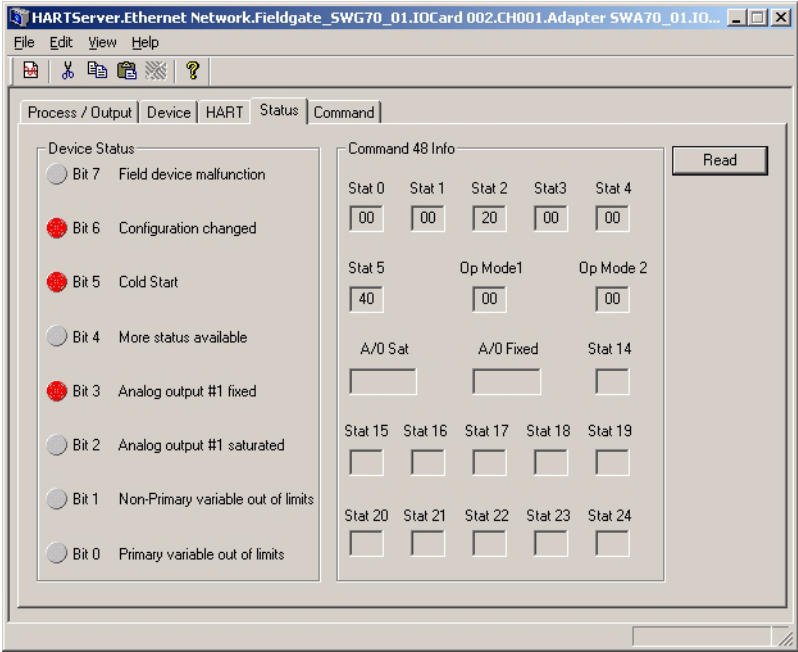 HARTServer.Ethernet Network.Fieldgate_SWG70_01.IOCard 002.CH001.Adapter SWA70_01.IO...
File Edit View Help
Process / Output Device HART Status Command
Device Status
Bit 7 Field device malfunction
Bit 6 Configuration changed
Bit 5 Cold Start
Bit 4 More status available
Bit 3 Analog output #1 fixed
Bit 2 Analog output #1 saturated
Bit 1 Non-Primary variable out of limits
Bit 0 Primary variable out of limits
Command 48 Info
Stat 0 Stat 1 Stat 2 Stat3 Stat 4
00 00 20 00 00
Stat 5 Op Mode1 Op Mode 2
40 00 00
A/O Sat A/O Fixed Stat 14
Stat 15 Stat 16 Stat 17 Stat 18 Stat 19
Stat 20 Stat 21 Stat 22 Stat 23 Stat 24
Read